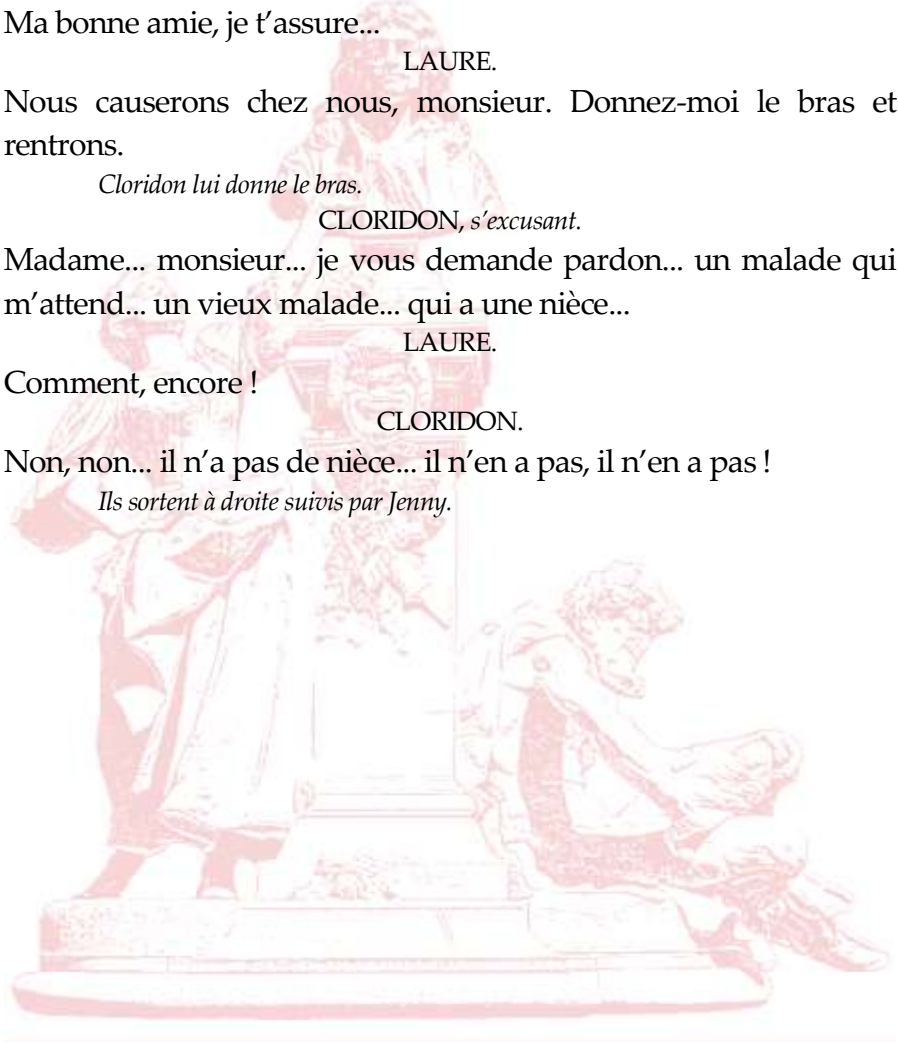 Ma bonne amie, je t’assure...
LAURE.
Nous causerons chez nous, monsieur. Donnez-moi le bras et
rentrons.
Cloridon lui donne le bras.
CLORIDON, s’excusant.
Madame... monsieur... je vous demande pardon... un malade qui
m’attend... un vieux malade... qui a une nièce...
LAURE.
Comment, encore !
CLORIDON.
Non, non... il n’a pas de nièce... il n’en a pas, il n’en a pas !
Ils sortent à droite suivis par Jenny.